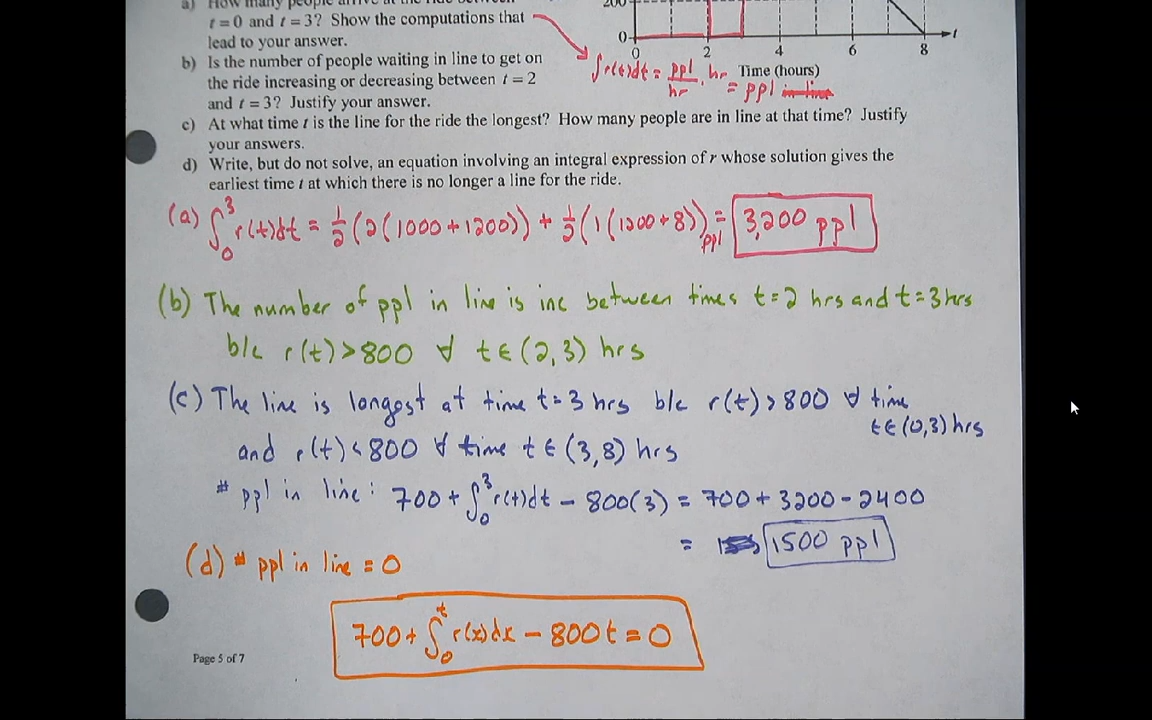 a) How many people arrive at the ride between
t = 0 and t = 3? Show the computations that
lead to your answer.
b) Is the number of people waiting in line to get on
the ride increasing or decreasing between t = 2
and t = 3? Justify your answer.
200
0
0 2 4 6 8 t
Time (hours)
∫r(t)dt = ppl/hr · hr
= ppl in line
c) At what time t is the line for the ride the longest? How many people are in line at that time? Justify
your answers.
d) Write, but do not solve, an equation involving an integral expression of r whose solution gives the
earliest time t at which there is no longer a line for the ride.
(a) ∫₀³ r(t)dt = ½(2(1000+1200)) + ½(1(1200+8)) ppl = 3,200 ppl
(b) The number of ppl in line is inc between times t=2 hrs and t=3hrs
b/c r(t)>800 ∀ t∈(2,3) hrs
(c) The line is longest at time t=3 hrs b/c r(t)>800 ∀ time
t∈(0,3) hrs
and r(t)<800 ∀ time t∈(3,8) hrs
# ppl in line: 700+∫₀³ r(t)dt − 800(3) = 700+3200−2400
= 1500 ppl
(d) # ppl in line = 0
700+∫₀ᵗ r(x)dx − 800t = 0
Page 5 of 7